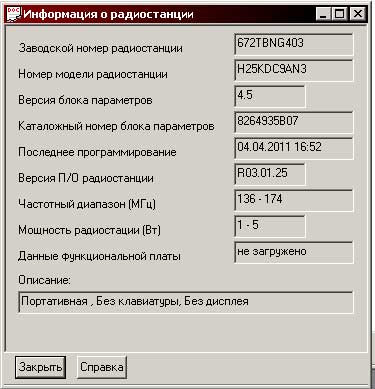 Информация о радиостанции
Заводской номер радиостанции 672TBNG403
Номер модели радиостанции H25KDC9AN3
Версия блока параметров 4.5
Каталожный номер блока параметров 8264935B07
Последнее программирование 04.04.2011 16:52
Версия П/О радиостанции R03.01.25
Частотный диапазон (МГц) 136 - 174
Мощность радиостации (Вт) 1 - 5
Данные функциональной платы не загружено
Описание:
Портативная , Без клавиатуры, Без дисплея
Закрыть Справка